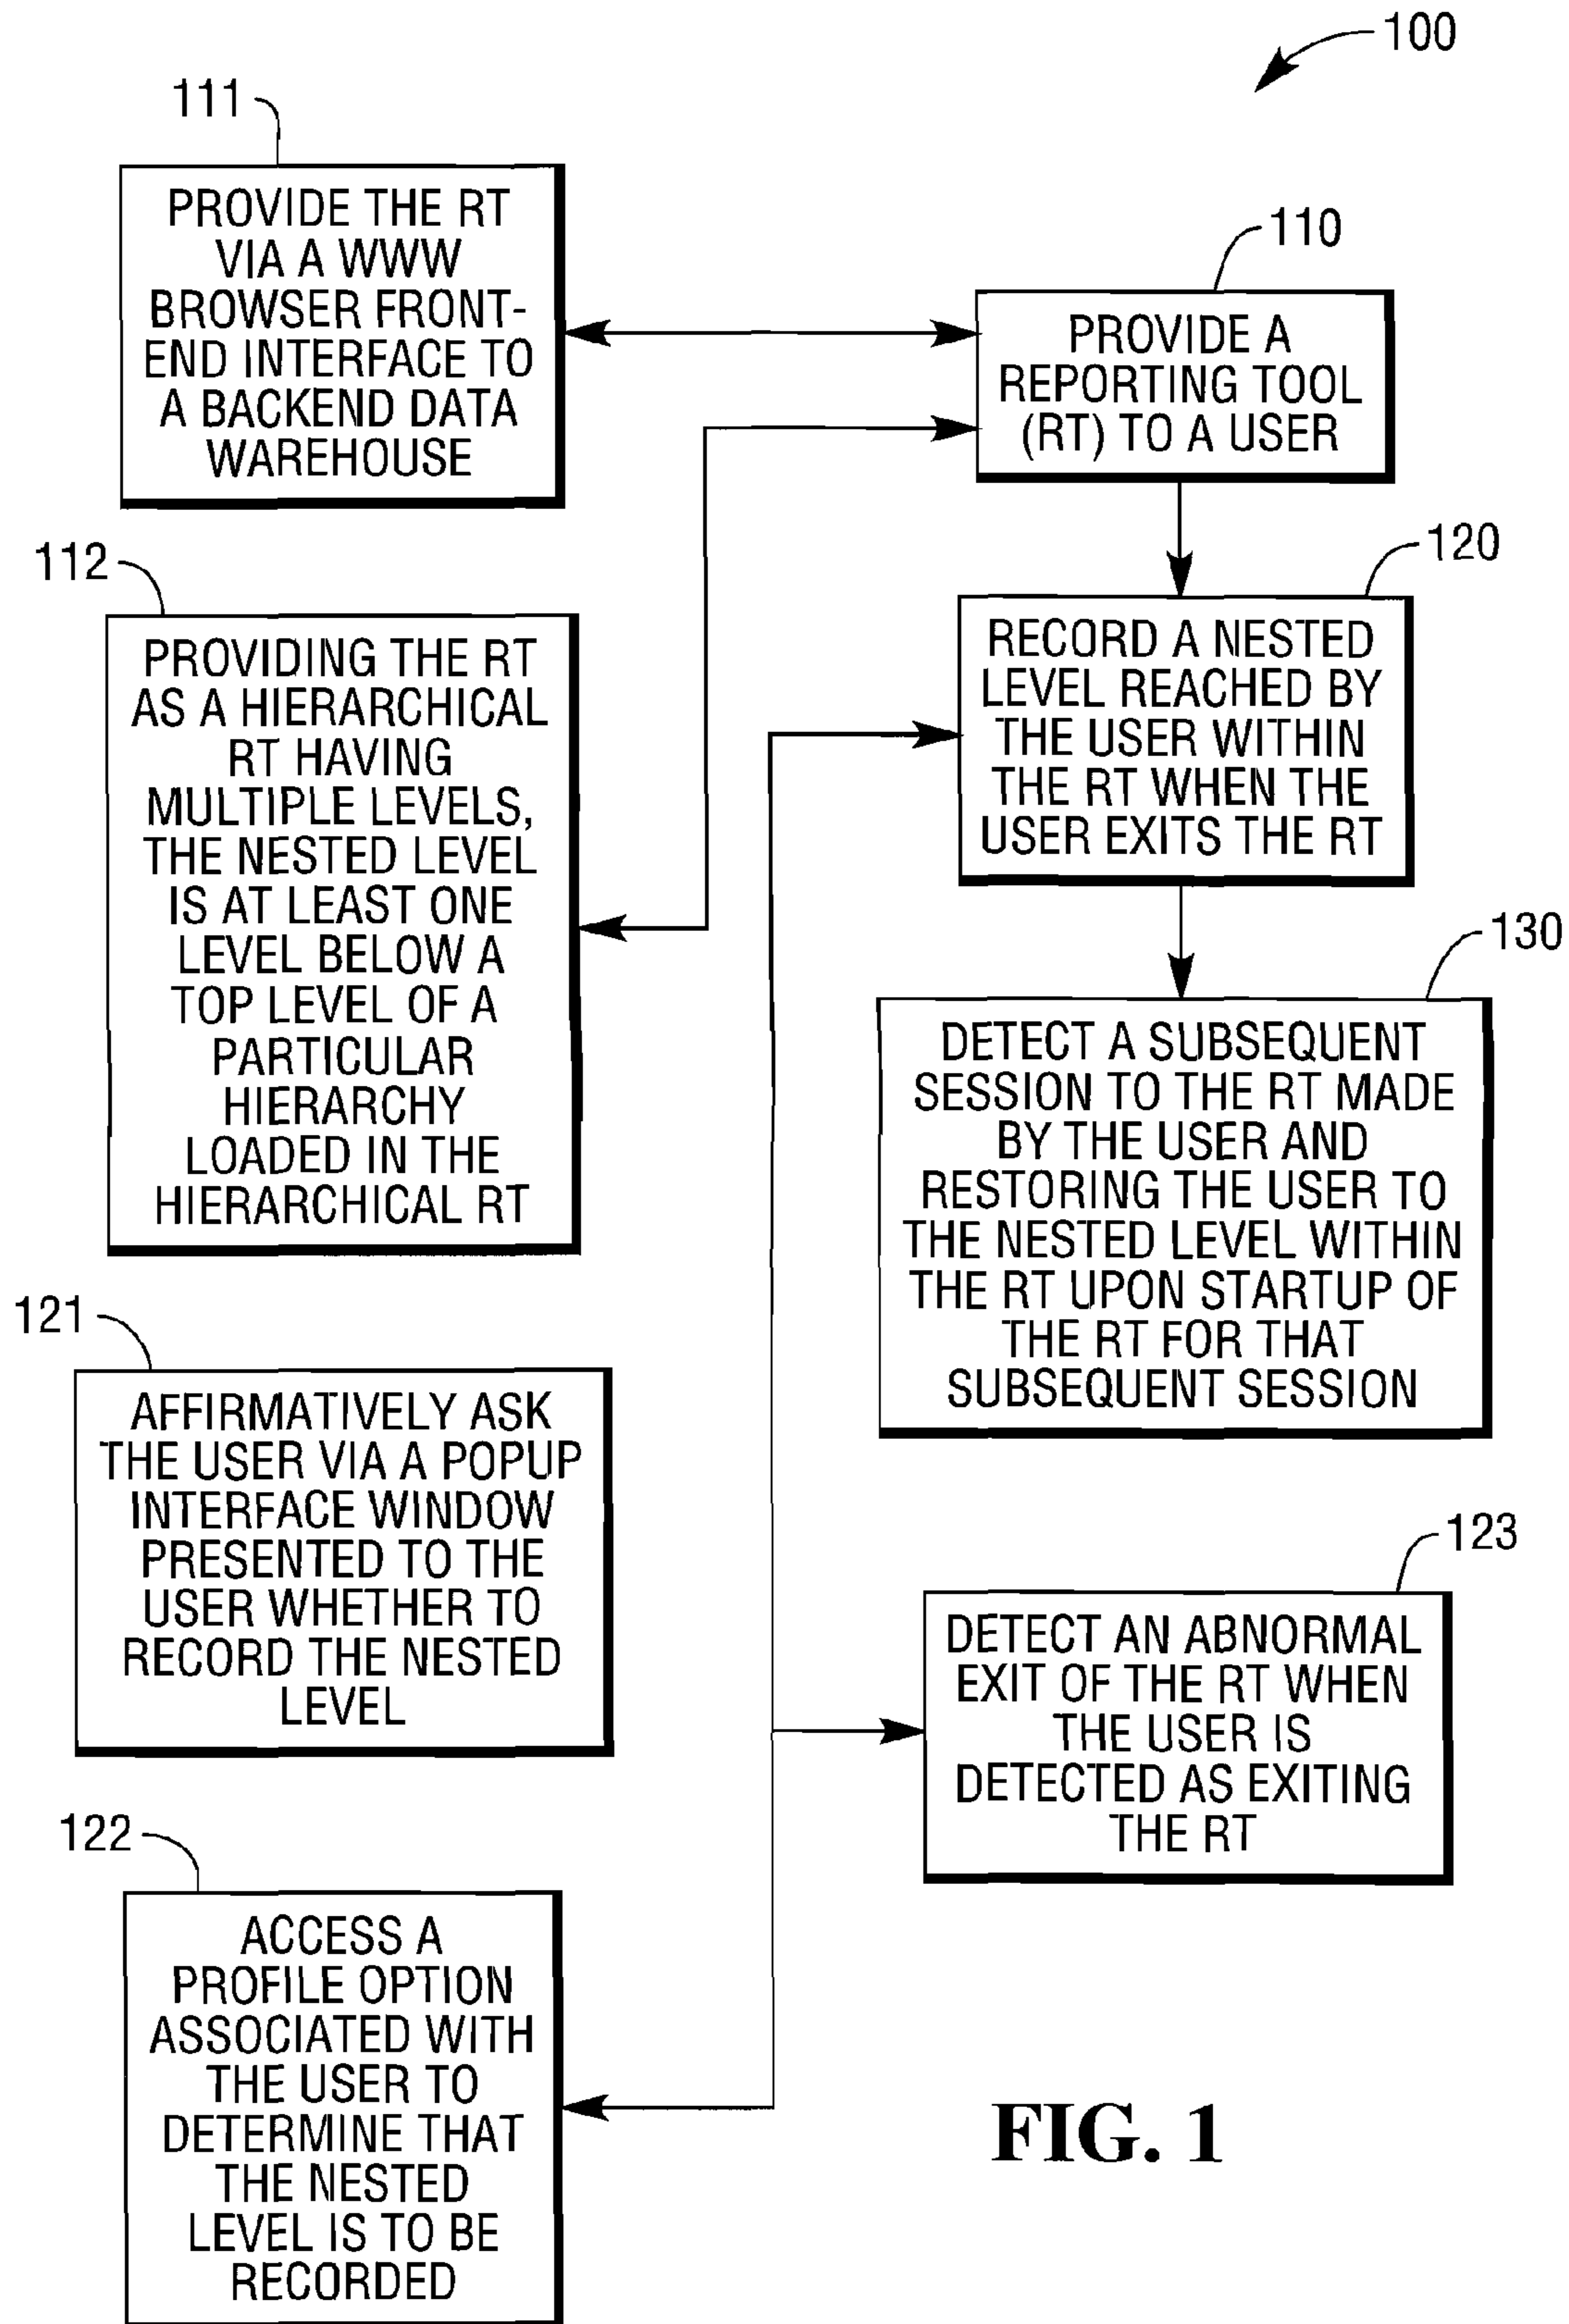 100
111
PROVIDE THE RT
VIA A WWW
BROWSER FRONT-
END INTERFACE TO
A BACKEND DATA
WAREHOUSE
110
PROVIDE A
REPORTING TOOL
(RT) TO A USER
112
PROVIDING THE RT
AS A HIERARCHICAL
RT HAVING
MULTIPLE LEVELS,
THE NESTED LEVEL
IS AT LEAST ONE
LEVEL BELOW A
TOP LEVEL OF A
PARTICULAR
HIERARCHY
LOADED IN THE
HIERARCHICAL RT
120
RECORD A NESTED
LEVEL REACHED BY
THE USER WITHIN
THE RT WHEN THE
USER EXITS THE RT
130
DETECT A SUBSEQUENT
SESSION TO THE RT MADE
BY THE USER AND
RESTORING THE USER TO
THE NESTED LEVEL WITHIN
THE RT UPON STARTUP OF
THE RT FOR THAT
SUBSEQUENT SESSION
121
AFFIRMATIVELY ASK
THE USER VIA A POPUP
INTERFACE WINDOW
PRESENTED TO THE
USER WHETHER TO
RECORD THE NESTED
LEVEL
123
DETECT AN ABNORMAL
EXIT OF THE RT WHEN
THE USER IS
DETECTED AS EXITING
THE RT
122
ACCESS A
PROFILE OPTION
ASSOCIATED WITH
THE USER TO
DETERMINE THAT
THE NESTED
LEVEL IS TO BE
RECORDED
FIG. 1